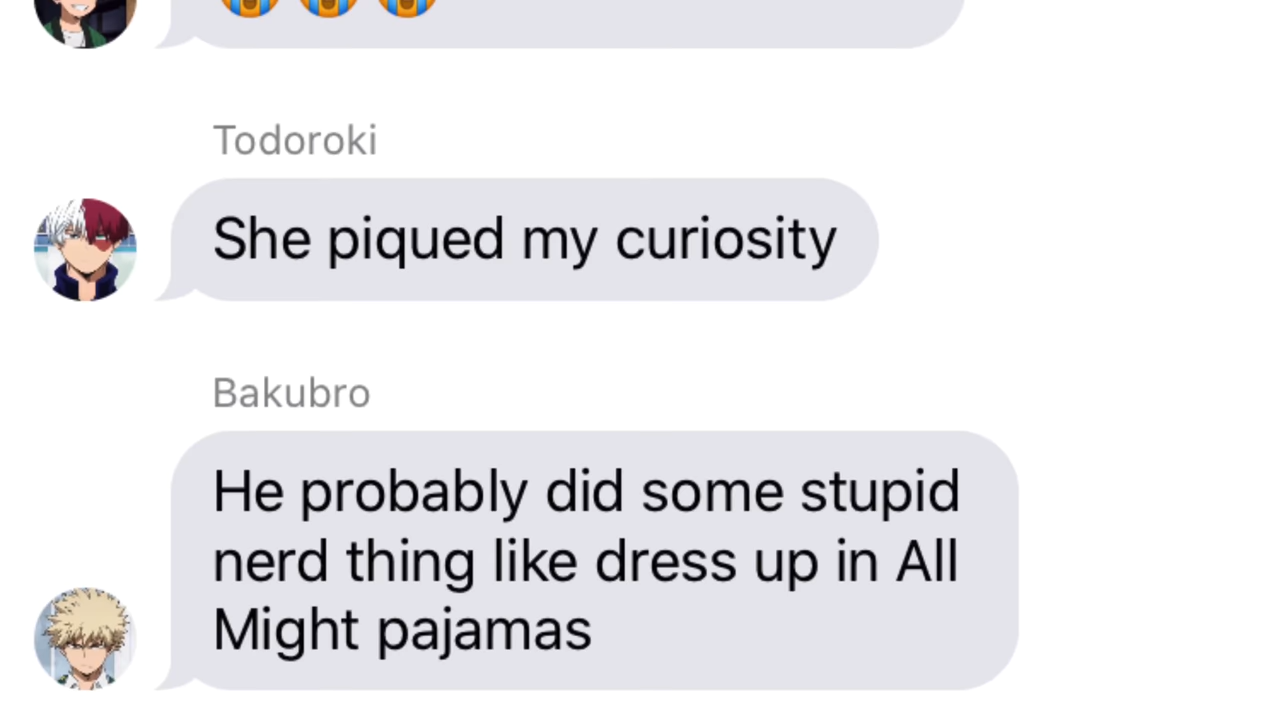 😭😭😭
Todoroki
She piqued my curiosity
Bakubro
He probably did some stupid
nerd thing like dress up in All
Might pajamas